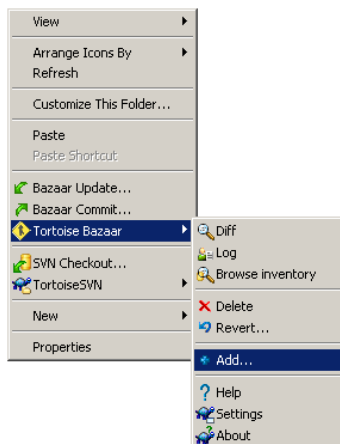 View
Arrange Icons By
Refresh
Customize This Folder...
Paste
Paste Shortcut
Bazaar Update...
Bazaar Commit...
Tortoise Bazaar
SVN Checkout...
TortoiseSVN
New
Properties
Diff
Log
Browse inventory
Delete
Revert...
Add...
Help
Settings
About